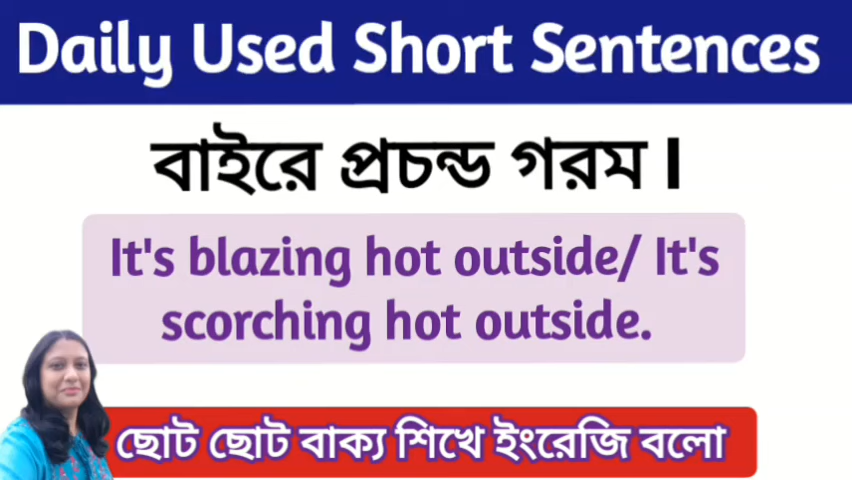 Daily Used Short Sentences
বাইরে প্রচন্ড গরম।
It's blazing hot outside/ It's
scorching hot outside.
ছোট ছোট বাক্য শিখে ইংরেজি বলো